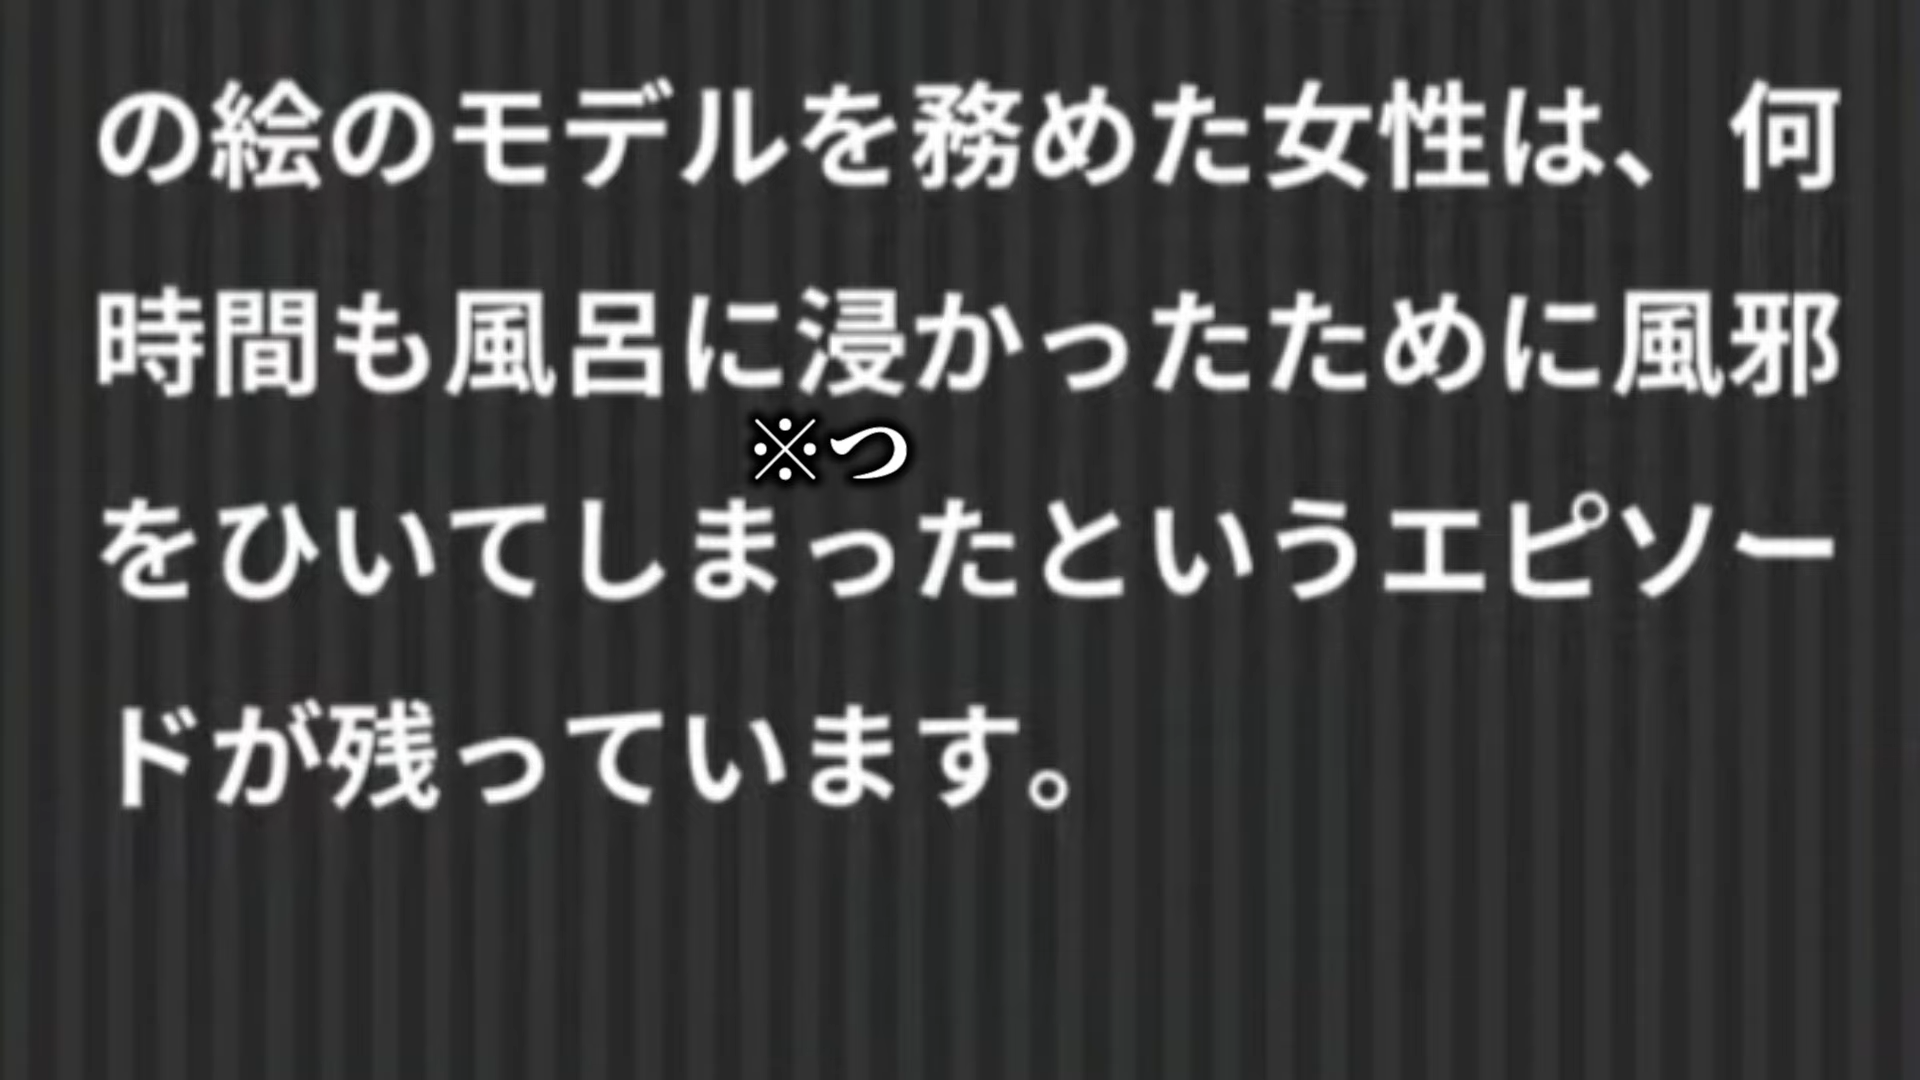 の絵のモデルを務めた女性は、何
時間も風呂に浸かったために風邪
※つ
をひいてしまったというエピソー
ドが残っています。